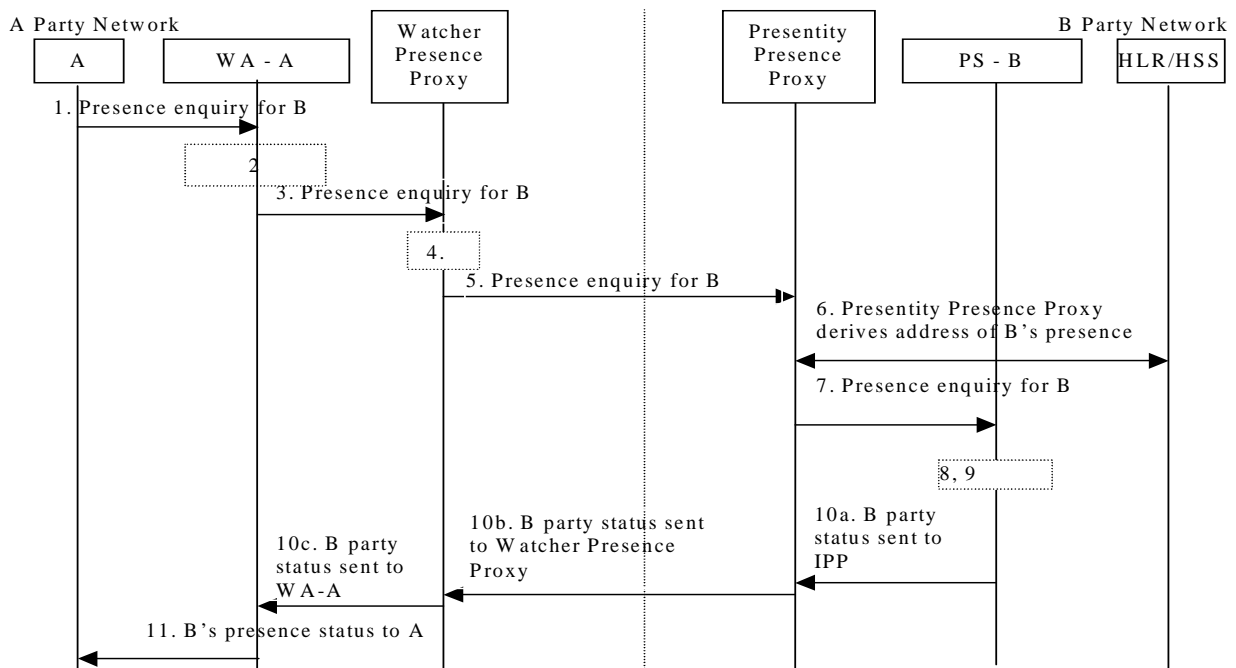 A Party Network
B Party Network
A
WA - A
Watcher
Presence
Proxy
Presentity
Presence
Proxy
PS - B
HLR/HSS
1. Presence enquiry for B
2
3. Presence enquiry for B
4.
5. Presence enquiry for B
6. Presentity Presence Proxy
derives address of B's presence
7. Presence enquiry for B
8, 9
10a. B party
status sent to
IPP
10b. B party status sent
to Watcher Presence
Proxy
10c. B party
status sent to
WA-A
11. B's presence status to A